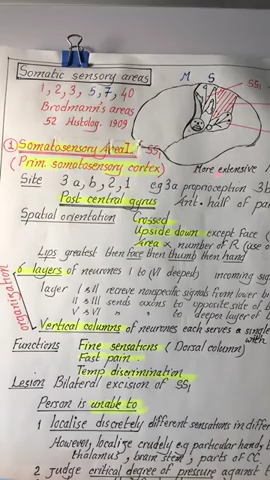 Somatic sensory areas
1, 2, 3, 5, 7, 40
Brodmann's areas
52 Histolog. 1909
M S SS1
① Somatosensory Area I. SS1
(Prim. somatosensory cortex)
More extensive
Site 3 a, b, 2, 1 eg 3a proprioception 3b
Post central gyrus Ant. half of par
Spatial orientation Crossed
Upside down except Face (
Area ∝ number of R (use o
Lips greatest then face then thumb then hand
organization
6 layers of neurones I to (VI deepest) incoming sig
layer I & II receive nonspecific signals from lower b
II & III sends axons to opposite side of b
V & VI " " to deeper layer of
Vertical columns of neurones each serves a single
with
Functions Fine sensations (Dorsal column)
Fast pain
Temp discrimination
Lesion Bilateral excision of SS1
Person is unable to
1 localise discretely different sensations in differ
However, localize crudely eg particular hand, b
thalamus, brain stem, parts of CC
2 Judge critical degree of pressure against t